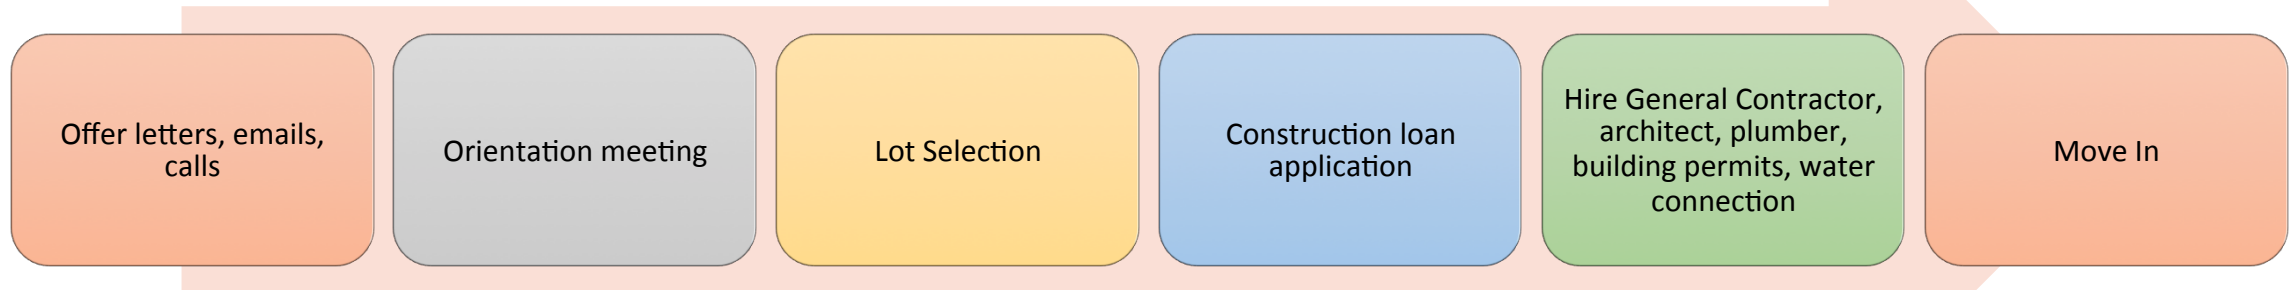 Offer letters, emails,
calls
Orientation meeting
Lot Selection
Construction loan
application
Hire General Contractor,
architect, plumber,
building permits, water
connection
Move In